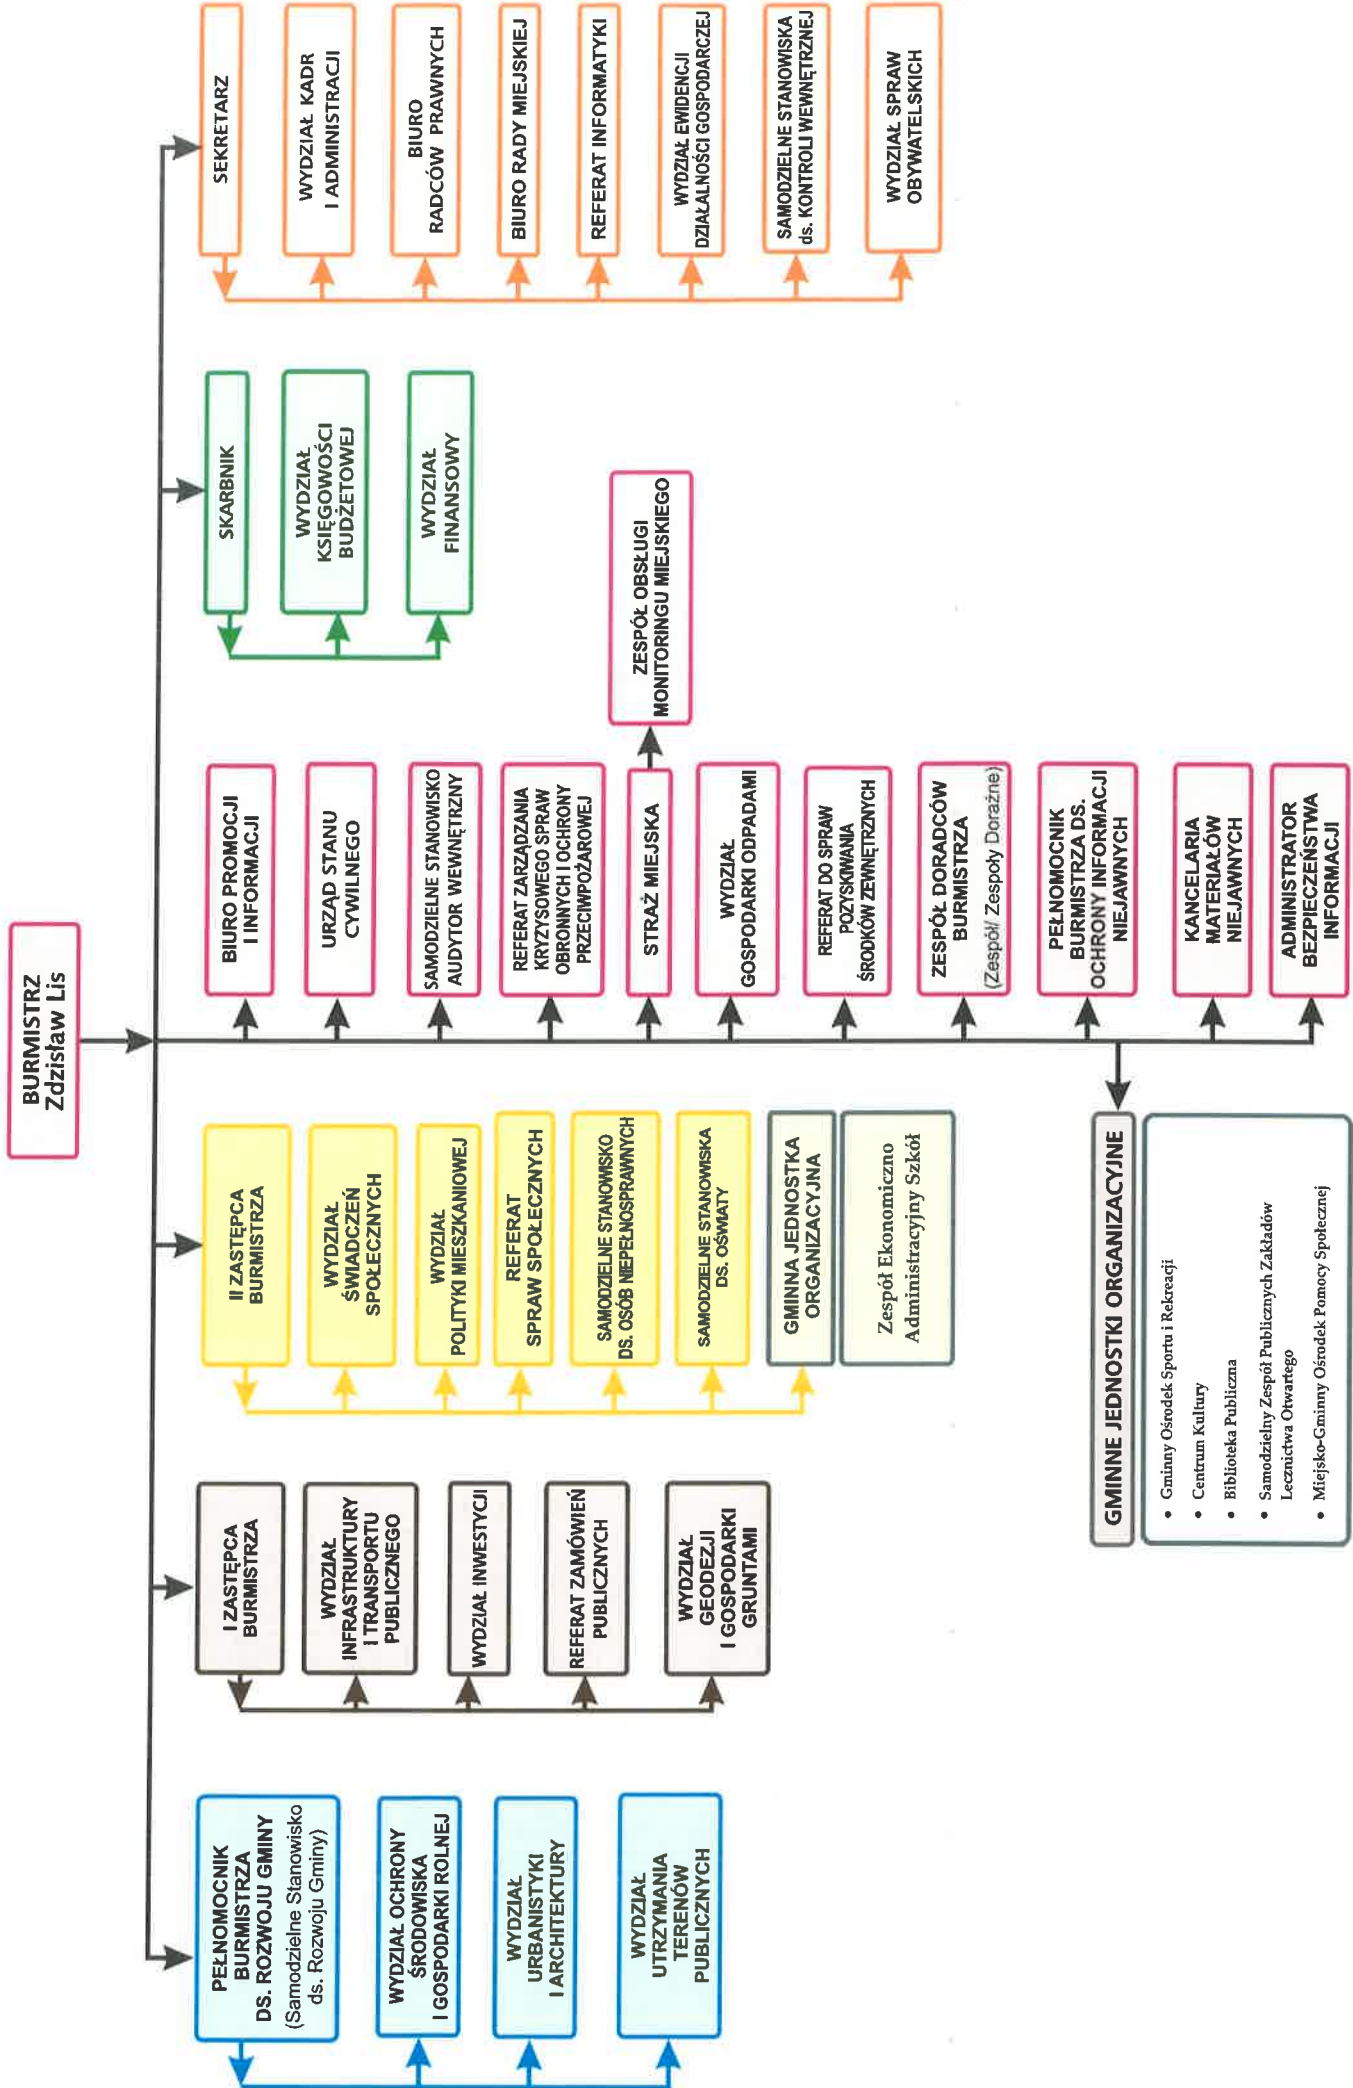 BURMISTRZ
Zdzisław Lis
PEŁNOMOCNIK
BURMISTRZA
DS. ROZWOJU GMINY
(Samodzielne Stanowisko
ds. Rozwoju Gminy)
WYDZIAŁ OCHRONY
ŚRODOWISKA
I GOSPODARKI ROLNEJ
WYDZIAŁ
URBANISTYKI
I ARCHITEKTURY
WYDZIAŁ
UTRZYMANIA
TERENÓW
PUBLICZNYCH
I ZASTĘPCA
BURMISTRZA
WYDZIAŁ
INFRASTRUKTURY
I TRANSPORTU
PUBLICZNEGO
WYDZIAŁ INWESTYCJI
REFERAT ZAMÓWIEŃ
PUBLICZNYCH
WYDZIAŁ
GEODEZJI
I GOSPODARKI
GRUNTAMI
II ZASTĘPCA
BURMISTRZA
WYDZIAŁ
ŚWIADCZEŃ
SPOŁECZNYCH
WYDZIAŁ
POLITYKI MIESZKANIOWEJ
REFERAT
SPRAW SPOŁECZNYCH
SAMODZIELNE STANOWISKO
DS. OSÓB NIEPEŁNOSPRAWNYCH
SAMODZIELNE STANOWISKA
DS. OŚWIATY
GMINNA JEDNOSTKA
ORGANIZACYJNA
Zespół Ekonomiczno
Administracyjny Szkół
BIURO PROMOCJI
I INFORMACJI
URZĄD STANU
CYWILNEGO
SAMODZIELNE STANOWISKO
AUDYTOR WEWNĘTRZNY
REFERAT ZARZĄDZANIA
KRYZYSOWEGO SPRAW
OBRONNYCH I OCHRONY
PRZECIWPOŻAROWEJ
STRAŻ MIEJSKA
ZESPÓŁ OBSŁUGI
MONITORINGU MIEJSKIEGO
WYDZIAŁ
GOSPODARKI ODPADAMI
REFERAT DO SPRAW
POZYSKIWANIA
ŚRODKÓW ZEWNĘTRZNYCH
ZESPÓŁ DORADCÓW
BURMISTRZA
(Zespół/ Zespoły Doraźne)
PEŁNOMOCNIK
BURMISTRZA DS.
OCHRONY INFORMACJI
NIEJAWNYCH
KANCELARIA
MATERIAŁÓW
NIEJAWNYCH
ADMINISTRATOR
BEZPIECZEŃSTWA
INFORMACJI
GMINNE JEDNOSTKI ORGANIZACYJNE
• Gminny Ośrodek Sportu i Rekreacji
• Centrum Kultury
• Biblioteka Publiczna
• Samodzielny Zespół Publicznych Zakładów
Lecznictwa Otwartego
• Miejsko-Gminny Ośrodek Pomocy Społecznej
SKARBNIK
WYDZIAŁ
KSIĘGOWOŚCI
BUDŻETOWEJ
WYDZIAŁ
FINANSOWY
SEKRETARZ
WYDZIAŁ KADR
I ADMINISTRACJI
BIURO
RADCÓW PRAWNYCH
BIURO RADY MIEJSKIEJ
REFERAT INFORMATYKI
WYDZIAŁ EWIDENCJI
DZIAŁALNOŚCI GOSPODARCZEJ
SAMODZIELNE STANOWISKA
ds. KONTROLI WEWNĘTRZNEJ
WYDZIAŁ SPRAW
OBYWATELSKICH